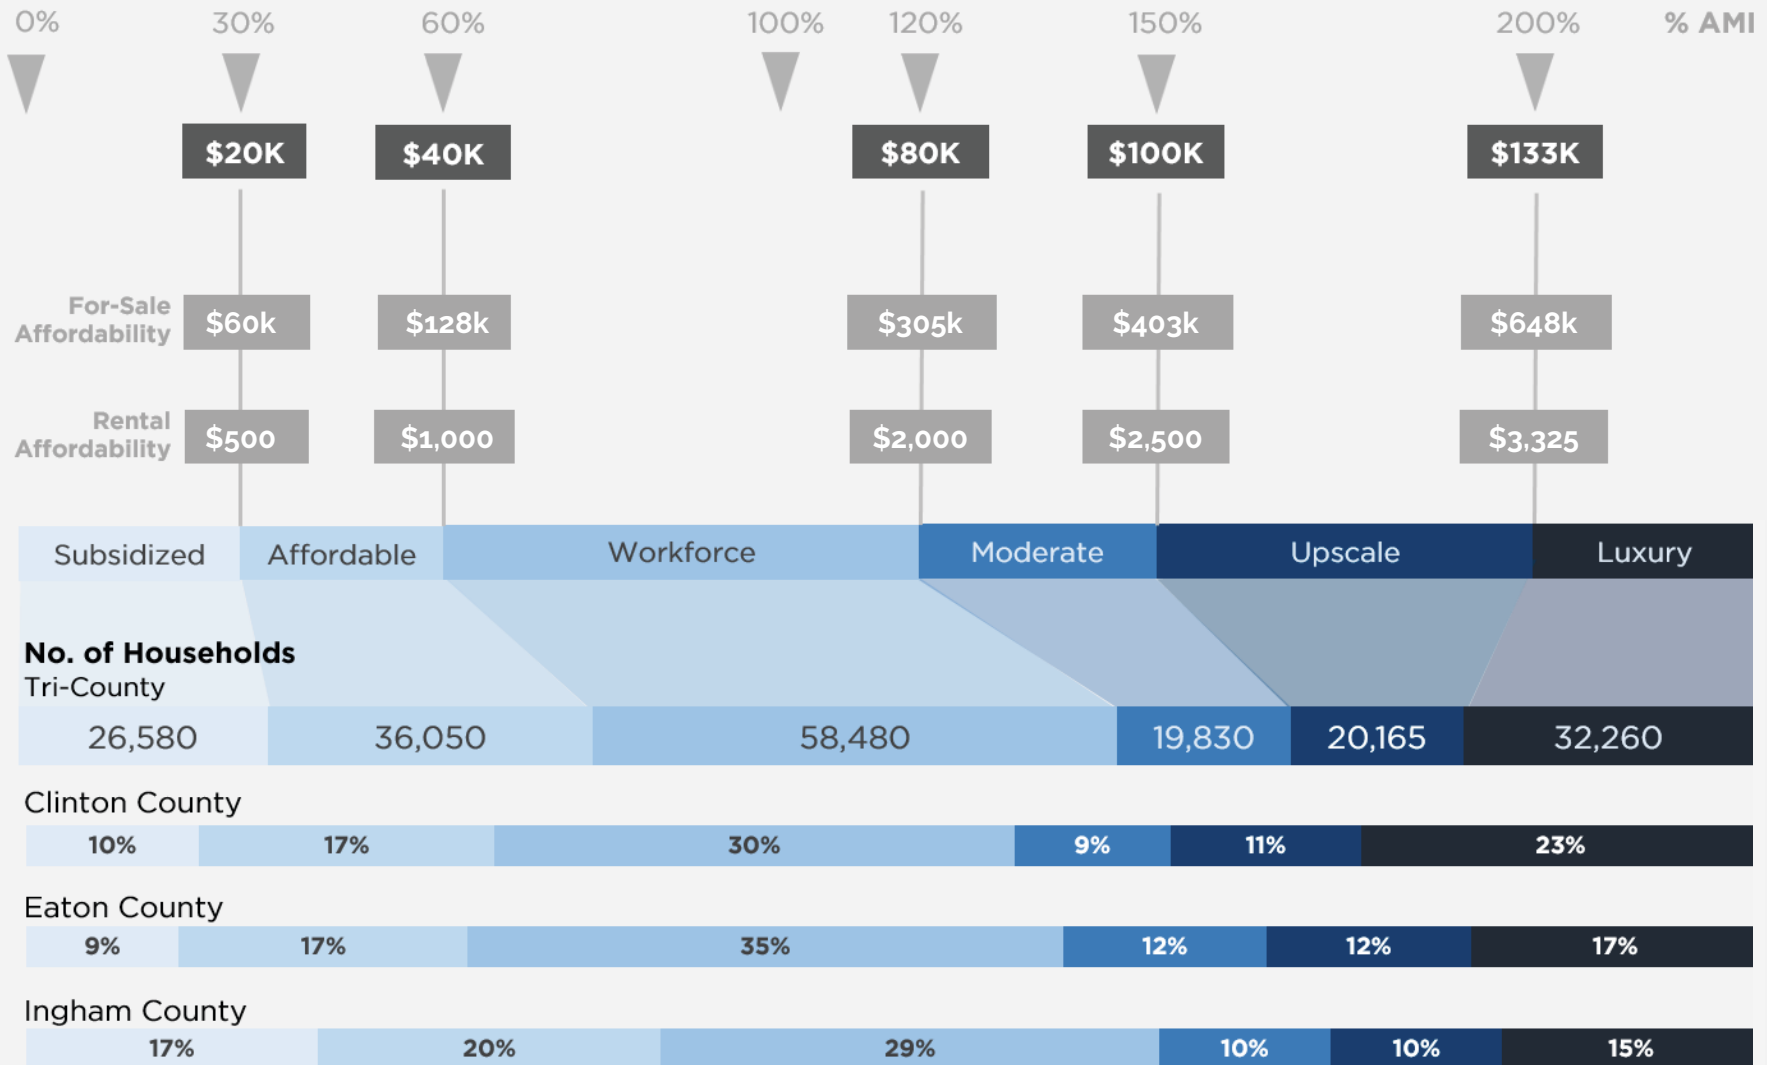 0% 30% 60% 100% 120% 150% 200% % AMI
$20K $40K $80K $100K $133K
For-Sale
Affordability
$60k $128k $305k $403k $648k
Rental
Affordability
$500 $1,000 $2,000 $2,500 $3,325
Subsidized Affordable Workforce Moderate Upscale Luxury
No. of Households
Tri-County
26,580 36,050 58,480 19,830 20,165 32,260
Clinton County
10% 17% 30% 9% 11% 23%
Eaton County
9% 17% 35% 12% 12% 17%
Ingham County
17% 20% 29% 10% 10% 15%